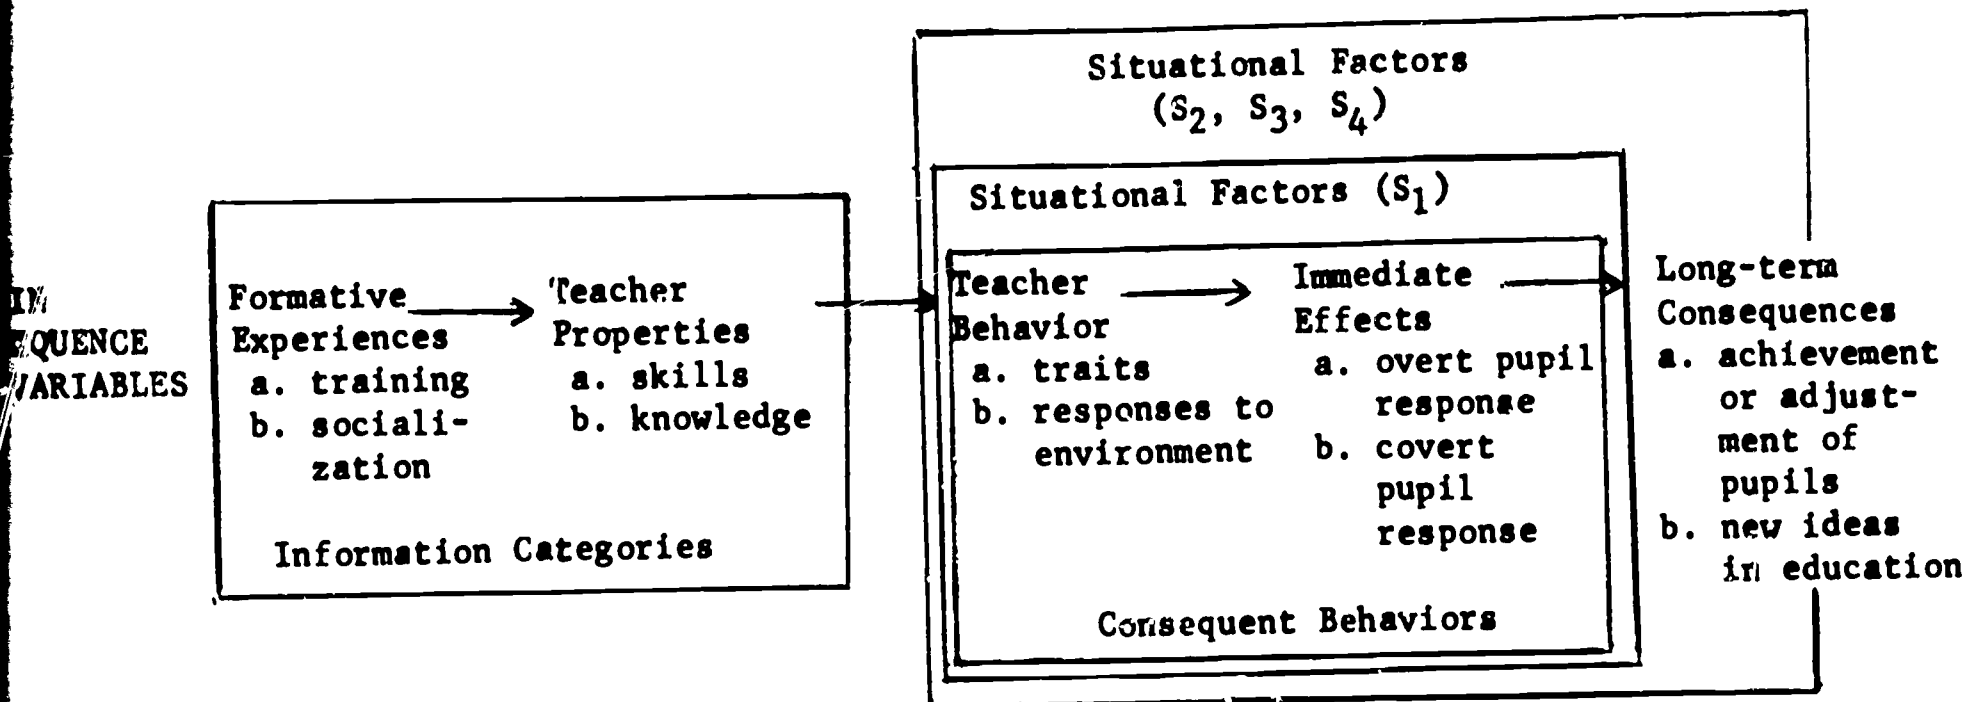 Situational Factors
(S2, S3, S4)
Situational Factors (S1)
VARIABLES
Formative
Experiences
a. training
b. sociali-
zation
Teacher
Properties
a. skills
b. knowledge
Information Categories
Teacher
Behavior
a. traits
b. responses to
environment
Immediate
Effects
a. overt pupil
response
b. covert
pupil
response
Consequent Behaviors
Long-term
Consequences
a. achievement
or adjust-
ment of
pupils
b. new ideas
in education